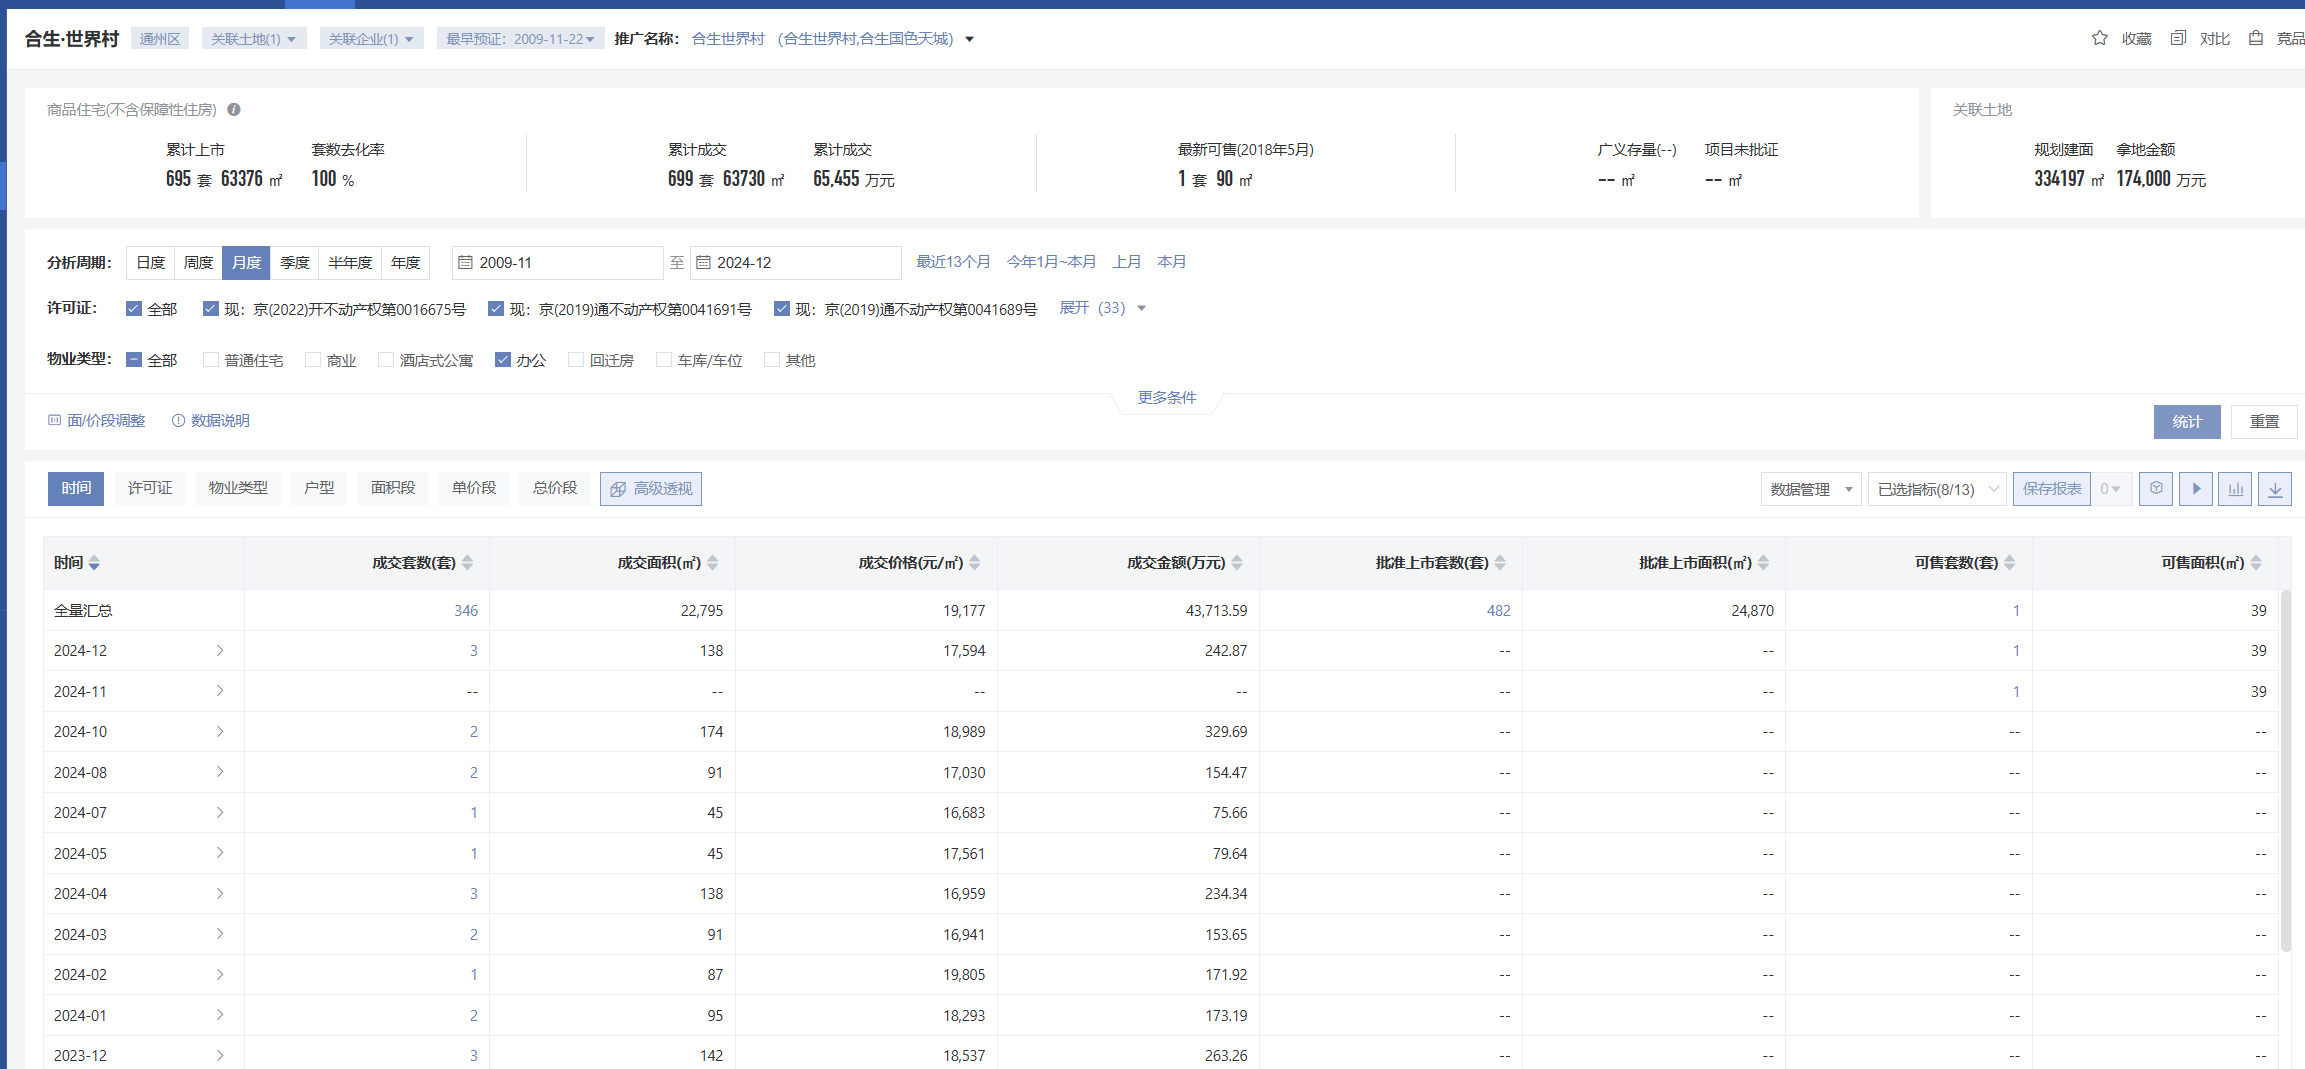 合生·世界村 通州区 关联土地(1) 关联企业(1) 最早预证：2009-11-22 推广名称： 合生世界村 （合生世界村,合生国色天城） 收藏 对比 竞品
商品住宅(不含保障性住房) 关联土地
累计上市 套数去化率 累计成交 累计成交 最新可售(2018年5月) 广义存量(--) 项目未批证 规划建面 拿地金额
695 套 63376 ㎡ 100 % 699 套 63730 ㎡ 65,455 万元 1 套 90 ㎡ -- ㎡ -- ㎡ 334197 ㎡ 174,000 万元
分析周期： 日度 周度 月度 季度 半年度 年度 2009-11 至 2024-12 最近13个月 今年1月~本月 上月 本月
许可证： 全部 现：京(2022)开不动产权第0016675号 现：京(2019)通不动产权第0041691号 现：京(2019)通不动产权第0041689号 展开（33）
物业类型： 全部 普通住宅 商业 酒店式公寓 办公 回迁房 车库/车位 其他
更多条件
面/价段调整 数据说明 统计 重置
时间 许可证 物业类型 户型 面积段 单价段 总价段 高级透视 数据管理 已选指标(8/13) 保存报表 0
时间 成交套数(套) 成交面积(㎡) 成交价格(元/㎡) 成交金额(万元) 批准上市套数(套) 批准上市面积(㎡) 可售套数(套) 可售面积(㎡)
全量汇总 346 22,795 19,177 43,713.59 482 24,870 1 39
2024-12 3 138 17,594 242.87 -- -- 1 39
2024-11 -- -- -- -- -- -- 1 39
2024-10 2 174 18,989 329.69 -- -- -- --
2024-08 2 91 17,030 154.47 -- -- -- --
2024-07 1 45 16,683 75.66 -- -- -- --
2024-05 1 45 17,561 79.64 -- -- -- --
2024-04 3 138 16,959 234.34 -- -- -- --
2024-03 2 91 16,941 153.65 -- -- -- --
2024-02 1 87 19,805 171.92 -- -- -- --
2024-01 2 95 18,293 173.19 -- -- -- --
2023-12 3 142 18,537 263.26 -- -- -- --